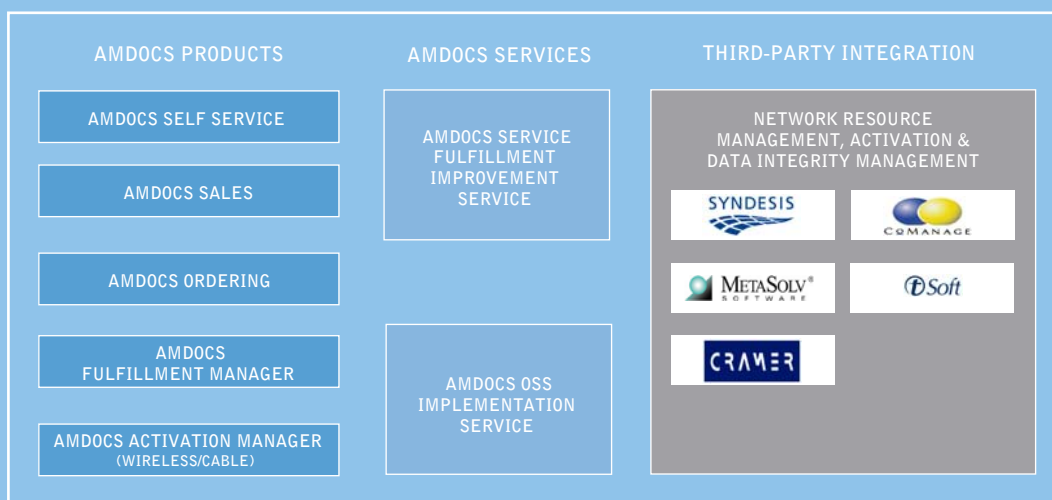 AMDOCS PRODUCTS
AMDOCS SELF SERVICE
AMDOCS SALES
AMDOCS ORDERING
AMDOCS
FULFILLMENT MANAGER
AMDOCS ACTIVATION MANAGER
(WIRELESS/CABLE)
AMDOCS SERVICES
AMDOCS SERVICE
FULFILLMENT
IMPROVEMENT
SERVICE
AMDOCS OSS
IMPLEMENTATION
SERVICE
THIRD-PARTY INTEGRATION
NETWORK RESOURCE
MANAGEMENT, ACTIVATION &
DATA INTEGRITY MANAGEMENT
SYNDESIS
COMANAGE
METASOLV®
SOFTWARE
tSoft
CRAMER